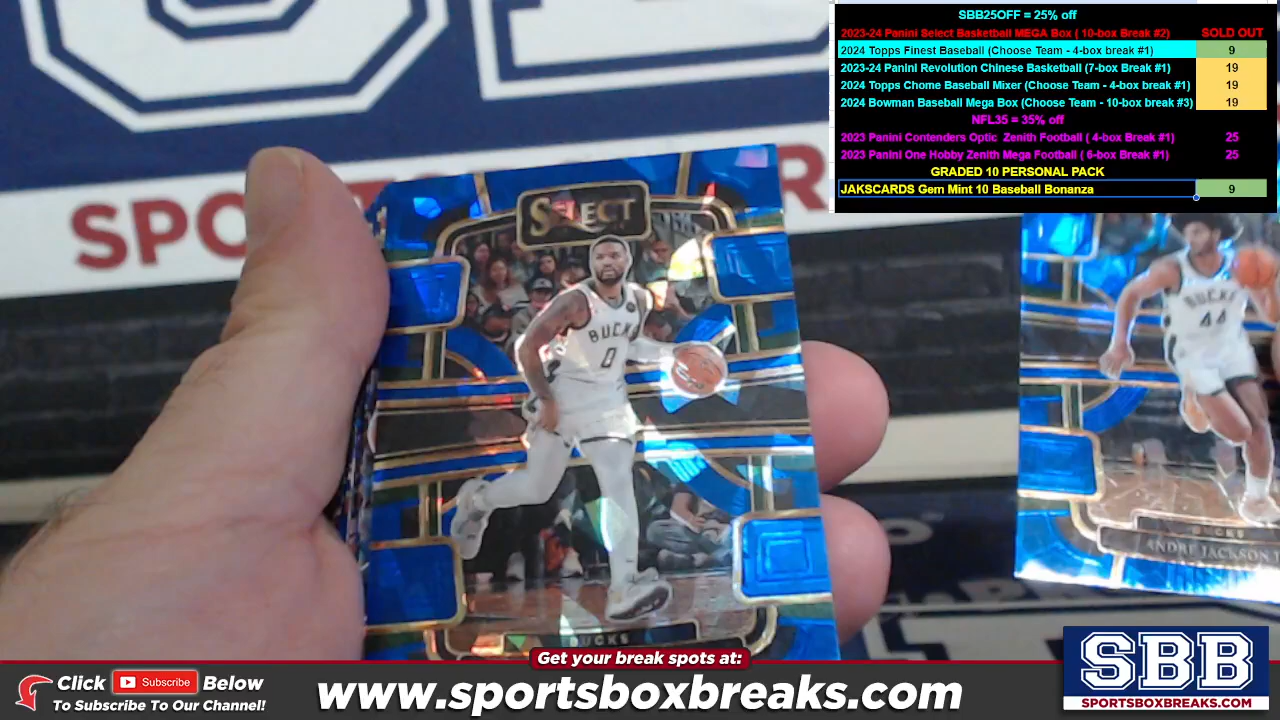 SBB25OFF = 25% off
2023-24 Panini Select Basketball MEGA Box ( 10-box Break #2) SOLD OUT
2024 Topps Finest Baseball (Choose Team - 4-box break #1) 9
2023-24 Panini Revolution Chinese Basketball (7-box Break #1) 19
2024 Topps Chome Baseball Mixer (Choose Team - 4-box break #1) 19
2024 Bowman Baseball Mega Box (Choose Team - 10-box break #3) 19
NFL35 = 35% off
2023 Panini Contenders Optic Zenith Football ( 4-box Break #1) 25
2023 Panini One Hobby Zenith Mega Football ( 6-box Break #1) 25
GRADED 10 PERSONAL PACK
JAKSCARDS Gem Mint 10 Baseball Bonanza 9
SPO
R
SELECT
BUCKS
0
BUCKS
BUCKS
44
BUCKS
ANDRE JACKSON
Get your break spots at:
Click Subscribe Below
To Subscribe To Our Channel!
www.sportsboxbreaks.com
SBB
SPORTSBOXBREAKS.COM